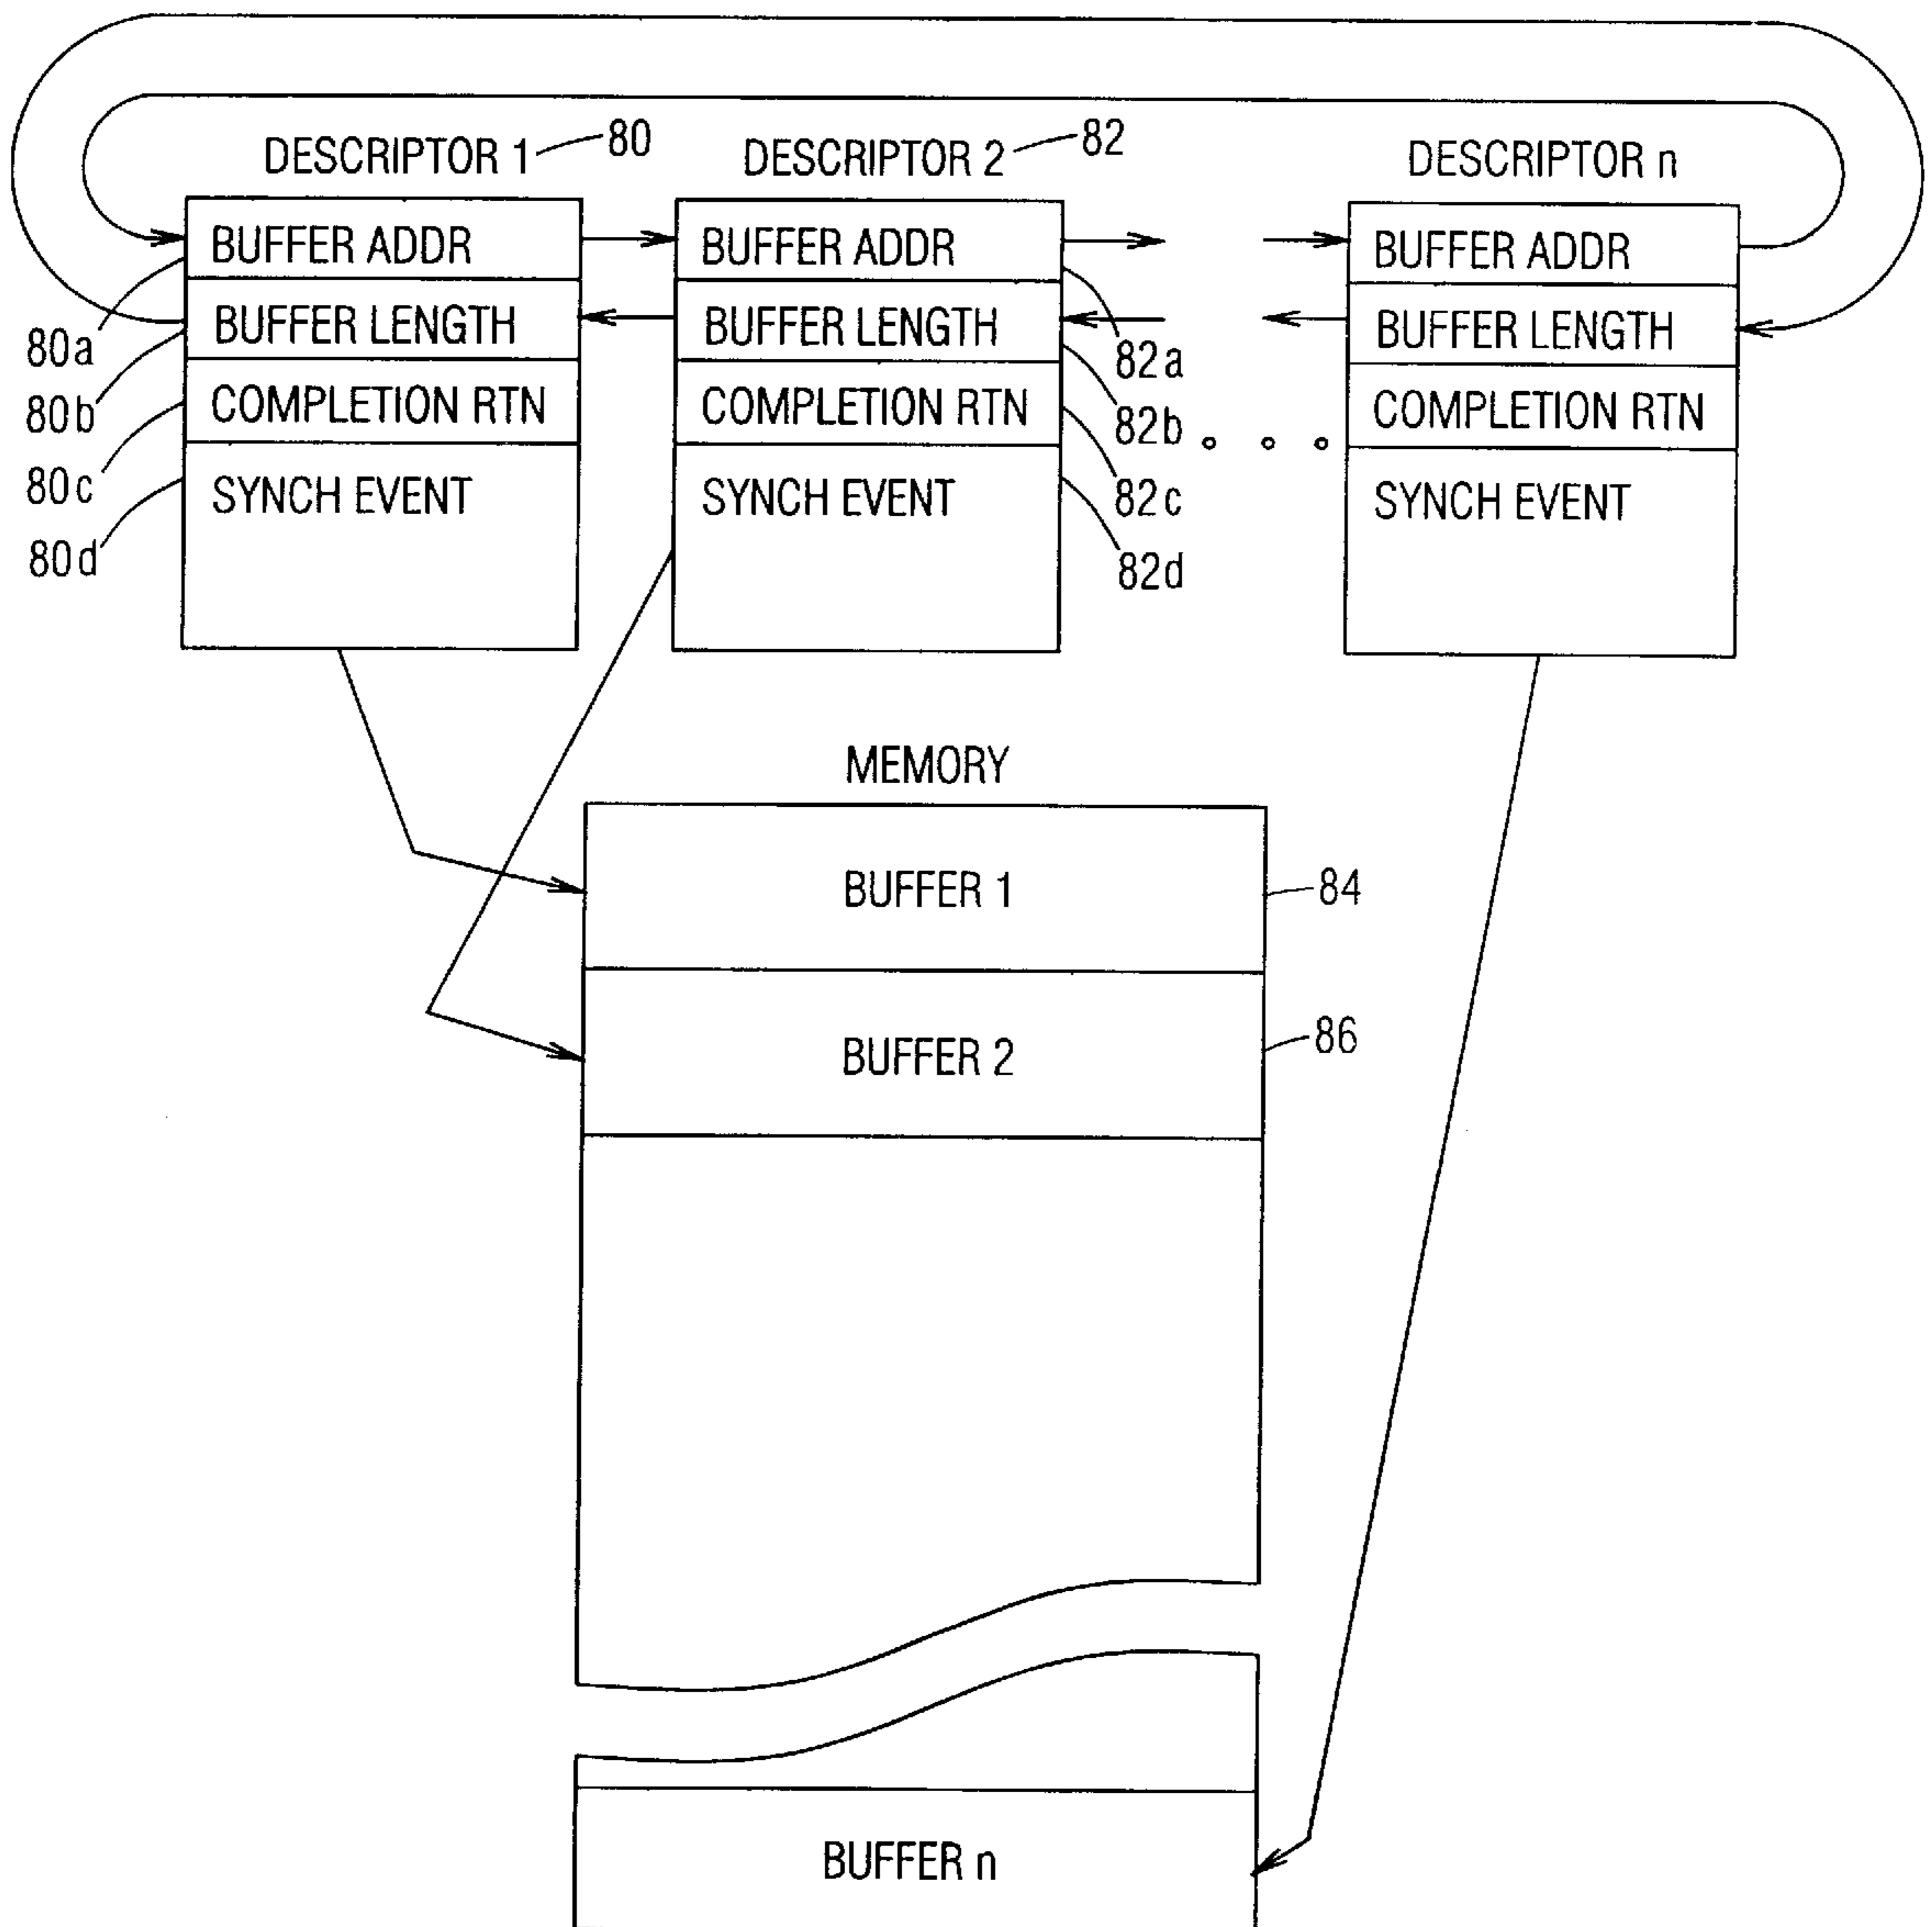 DESCRIPTOR 1 80
DESCRIPTOR 2 82
DESCRIPTOR n
BUFFER ADDR
BUFFER LENGTH
COMPLETION RTN
SYNCH EVENT
80a
80b
80c
80d
BUFFER ADDR
BUFFER LENGTH
COMPLETION RTN
SYNCH EVENT
82a
82b
82c
82d
BUFFER ADDR
BUFFER LENGTH
COMPLETION RTN
SYNCH EVENT
MEMORY
BUFFER 1
84
BUFFER 2
86
BUFFER n